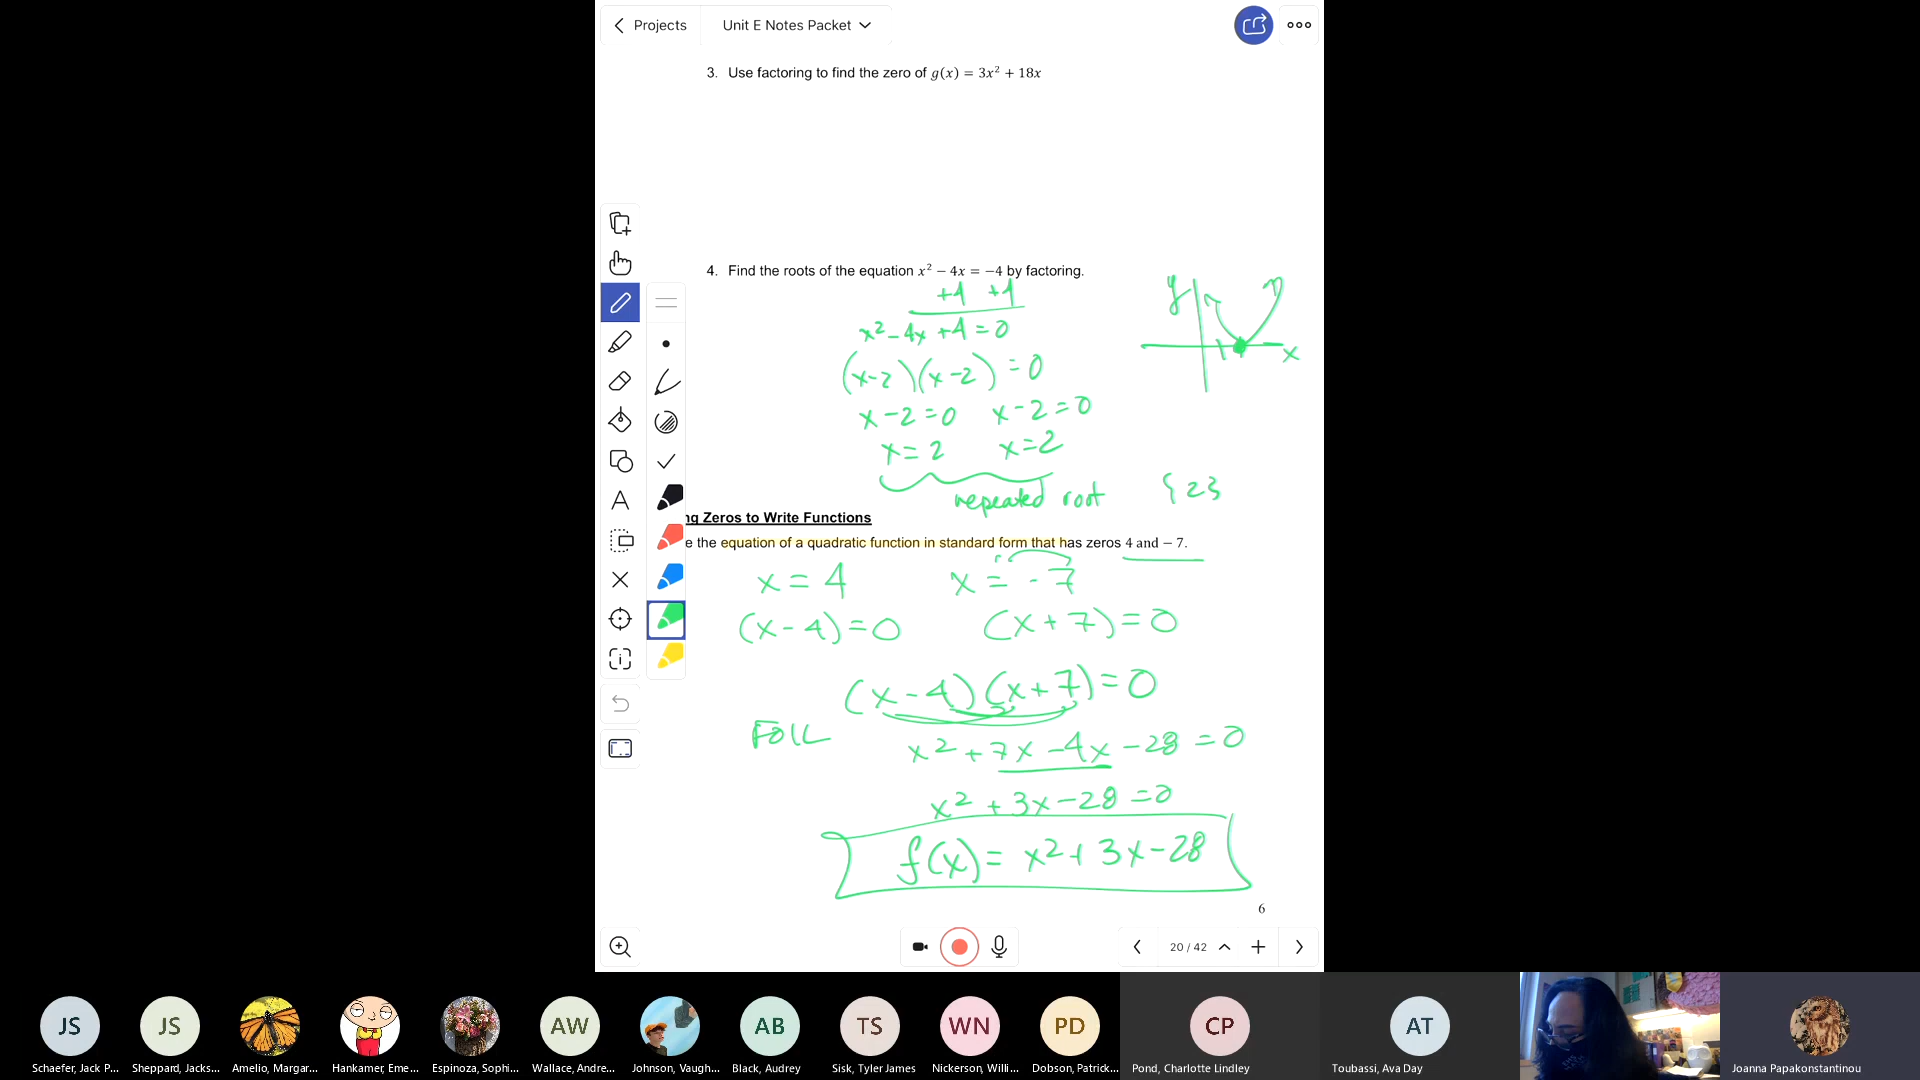 Projects
Unit E Notes Packet
3. Use factoring to find the zero of g(x) = 3x² + 18x
4. Find the roots of the equation x² − 4x = −4 by factoring.
+4 +4
x² − 4x + 4 = 0
(x−2)(x−2) = 0
x − 2 = 0 x − 2 = 0
x = 2 x = 2
repeated root {2}
y
x
ng Zeros to Write Functions
e the equation of a quadratic function in standard form that has zeros 4 and − 7.
x = 4 x = -7
(x − 4) = 0 (x + 7) = 0
(x − 4)(x + 7) = 0
FOIL
x² + 7x − 4x − 28 = 0
x² + 3x − 28 = 0
f(x) = x² + 3x − 28
6
A
20 / 42
JS
JS
AW
AB
TS
WN
PD
CP
AT
Schaefer, Jack P...
Sheppard, Jacks...
Amelio, Margar...
Hankamer, Eme...
Espinoza, Sophi...
Wallace, Andre...
Johnson, Vaugh...
Black, Audrey
Sisk, Tyler James
Nickerson, Willi...
Dobson, Patrick...
Pond, Charlotte Lindley
Toubassi, Ava Day
Joanna Papakonstantinou